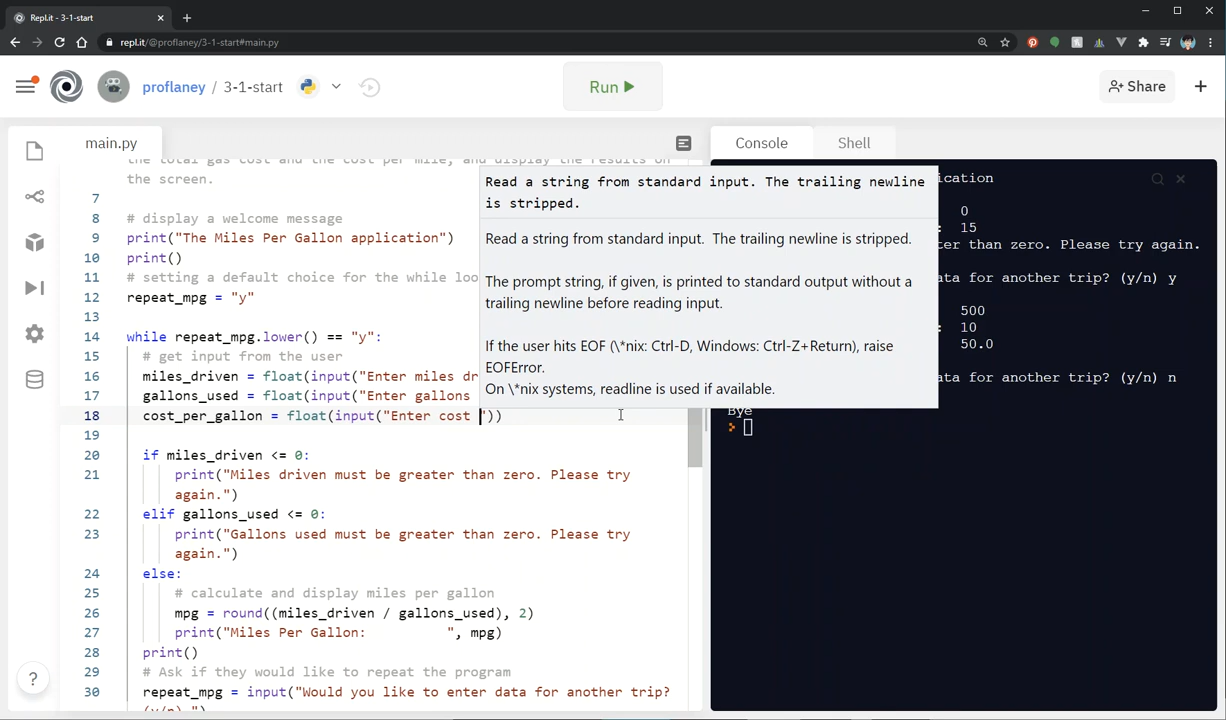 Repl.it - 3-1-start
repl.it/@proflaney/3-1-start#main.py
proflaney / 3-1-start
Run
Share
main.py
Console
Shell
the total gas cost and the cost per mile, and display the results on
the screen.
7
8 # display a welcome message
9 print("The Miles Per Gallon application")
10 print()
11 # setting a default choice for the while loo
12 repeat_mpg = "y"
13
14 while repeat_mpg.lower() == "y":
15 # get input from the user
16 miles_driven = float(input("Enter miles dr
17 gallons_used = float(input("Enter gallons
18 cost_per_gallon = float(input("Enter cost "))
19
20 if miles_driven <= 0:
21 print("Miles driven must be greater than zero. Please try
again.")
22 elif gallons_used <= 0:
23 print("Gallons used must be greater than zero. Please try
again.")
24 else:
25 # calculate and display miles per gallon
26 mpg = round((miles_driven / gallons_used), 2)
27 print("Miles Per Gallon:          ", mpg)
28 print()
29 # Ask if they would like to repeat the program
30 repeat_mpg = input("Would you like to enter data for another trip?
(y/n) ")
Read a string from standard input. The trailing newline
is stripped.
Read a string from standard input. The trailing newline is stripped.
The prompt string, if given, is printed to standard output without a
trailing newline before reading input.
If the user hits EOF (\*nix: Ctrl-D, Windows: Ctrl-Z+Return), raise
EOFError.
On \*nix systems, readline is used if available.
ication
0
: 15
ter than zero. Please try again.
ata for another trip? (y/n) y
500
: 10
50.0
ata for another trip? (y/n) n
Bye
>
?